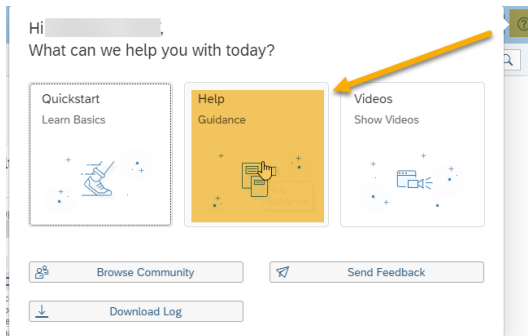 Hi ,
What can we help you with today?
Quickstart
Learn Basics
Help
Guidance
Videos
Show Videos
Browse Community
Send Feedback
Download Log